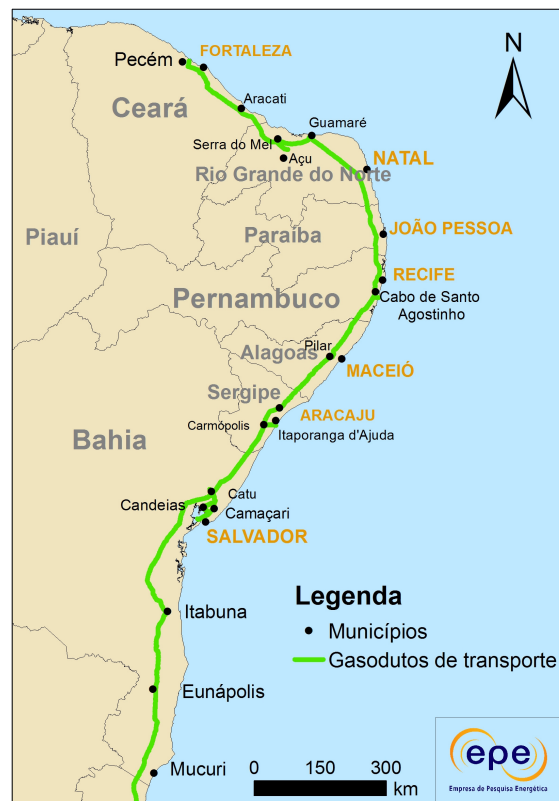 N
Pecém
FORTALEZA
Ceará
Aracati
Guamaré
Serra do Mel
Açu
NATAL
Rio Grande do Norte
Piauí
Paraíba
JOÃO PESSOA
RECIFE
Pernambuco
Cabo de Santo
Agostinho
Pilar
Alagoas
MACEIÓ
Sergipe
ARACAJU
Carmópolis
Itaporanga d'Ajuda
Bahia
Catu
Candeias
Camaçari
SALVADOR
Legenda
Itabuna
Municípios
Gasodutos de transporte
Eunápolis
Mucuri
0 150 300
km
epe
Empresa de Pesquisa Energética